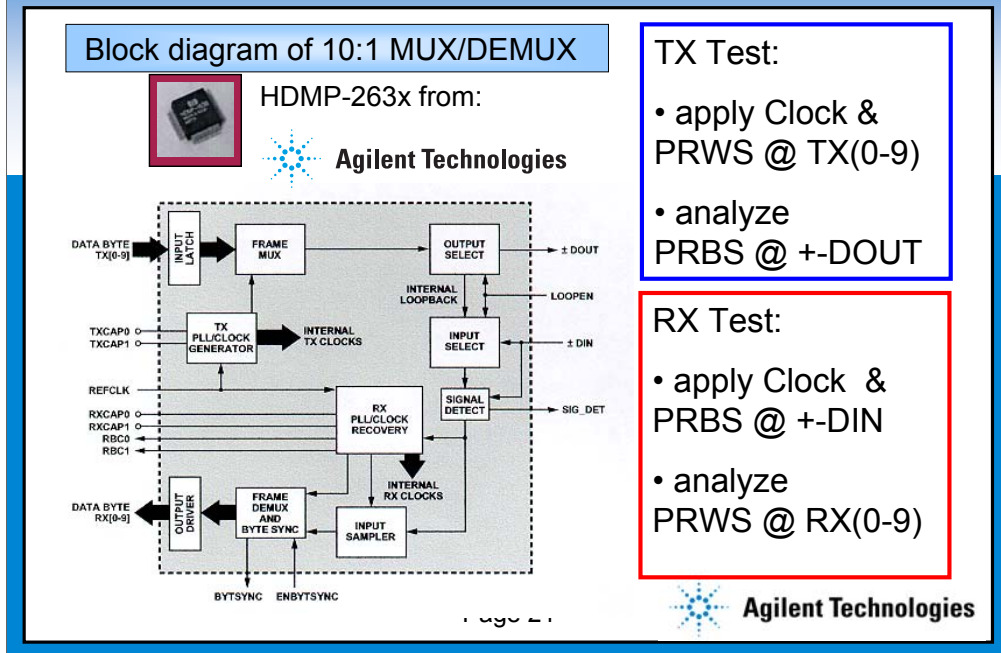 Block diagram of 10:1 MUX/DEMUX
HDMP-263x from:
Agilent Technologies
DATA BYTE
TX[0-9]
INPUT
LATCH
FRAME
MUX
OUTPUT
SELECT
± DOUT
INTERNAL
LOOPBACK
LOOPEN
TXCAP0
TXCAP1
TX
PLL/CLOCK
GENERATOR
INTERNAL
TX CLOCKS
INPUT
SELECT
± DIN
REFCLK
RXCAP0
RXCAP1
RBC0
RBC1
RX
PLL/CLOCK
RECOVERY
SIGNAL
DETECT
SIG_DET
INTERNAL
RX CLOCKS
DATA BYTE
RX[0-9]
OUTPUT
DRIVER
FRAME
DEMUX
AND
BYTE SYNC
INPUT
SAMPLER
BYTSYNC
ENBYTSYNC
TX Test:
• apply Clock &
PRWS @ TX(0-9)
• analyze
PRBS @ +-DOUT
RX Test:
• apply Clock &
PRBS @ +-DIN
• analyze
PRWS @ RX(0-9)
Agilent Technologies